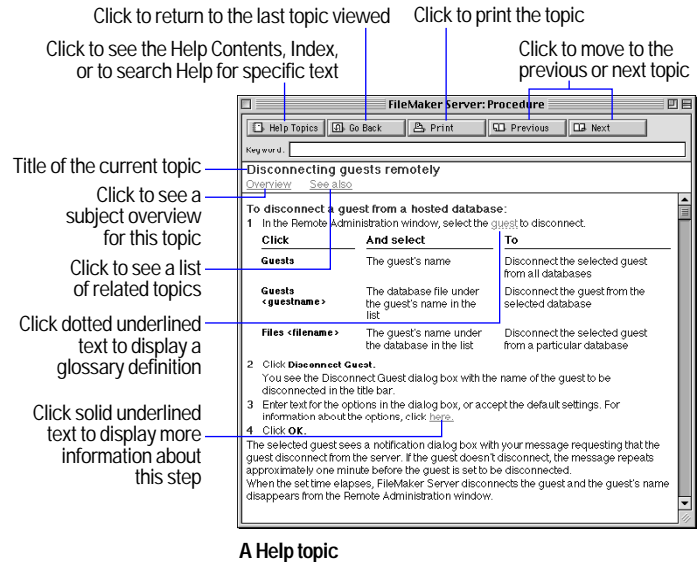 Click to return to the last topic viewed
Click to print the topic
Click to see the Help Contents, Index,
or to search Help for specific text
Click to move to the
previous or next topic
FileMaker Server: Procedure
Help Topics
Go Back
Print
Previous
Next
Keyword:
Title of the current topic
Disconnecting guests remotely
Overview
See also
Click to see a
subject overview
for this topic
Click to see a list
of related topics
Click dotted underlined
text to display a
glossary definition
Click solid underlined
text to display more
information about
this step
To disconnect a guest from a hosted database:
1 In the Remote Administration window, select the guest to disconnect.
Click And select To
Guests The guest's name Disconnect the selected guest
from all databases
Guests The database file under Disconnect the guest from the
<guestname> the guest's name in the selected database
list
Files <filename> The guest's name under Disconnect the selected guest
the database in the list from a particular database
2 Click Disconnect Guest.
You see the Disconnect Guest dialog box with the name of the guest to be
disconnected in the title bar.
3 Enter text for the options in the dialog box, or accept the default settings. For
information about the options, click here.
4 Click OK.
The selected guest sees a notification dialog box with your message requesting that the
guest disconnect from the server. If the guest doesn't disconnect, the message repeats
approximately one minute before the guest is set to be disconnected.
When the set time elapses, FileMaker Server disconnects the guest and the guest's name
disappears from the Remote Administration window.
A Help topic